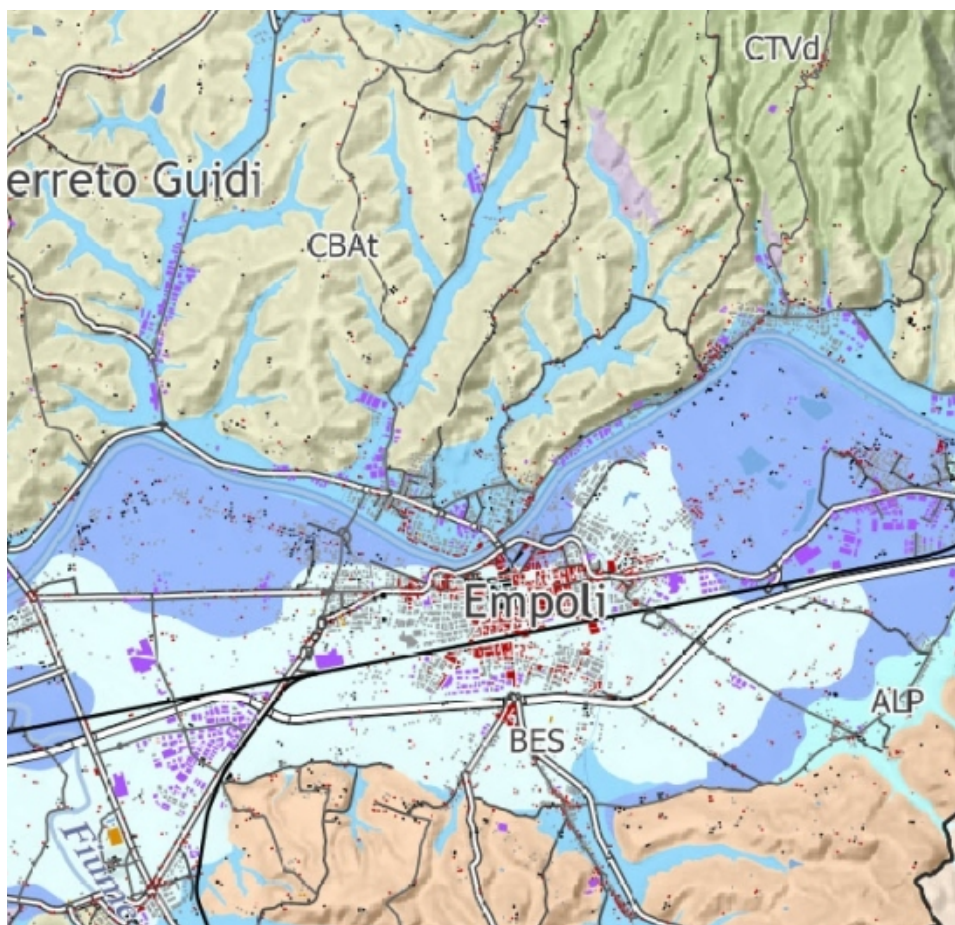 CTVd
erreto Guidi
CBAt
Empoli
ALP
BES
Fiume